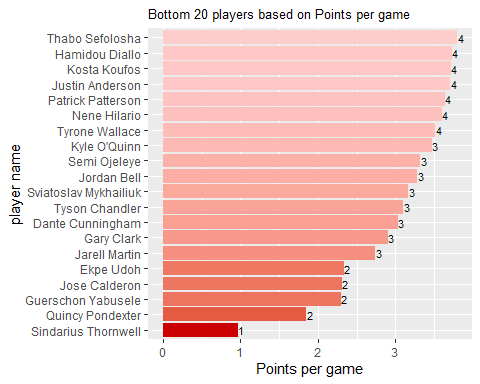 Bottom 20 players based on Points per game
player name
Thabo Sefolosha 4
Hamidou Diallo 4
Kosta Koufos 4
Justin Anderson 4
Patrick Patterson 4
Nene Hilario 4
Tyrone Wallace 4
Kyle O'Quinn 3
Semi Ojeleye 3
Jordan Bell 3
Sviatoslav Mykhailiuk 3
Tyson Chandler 3
Dante Cunningham 3
Gary Clark 3
Jarell Martin 3
Ekpe Udoh 2
Jose Calderon 2
Guerschon Yabusele 2
Quincy Pondexter 2
Sindarius Thornwell 1
0 1 2 3
Points per game